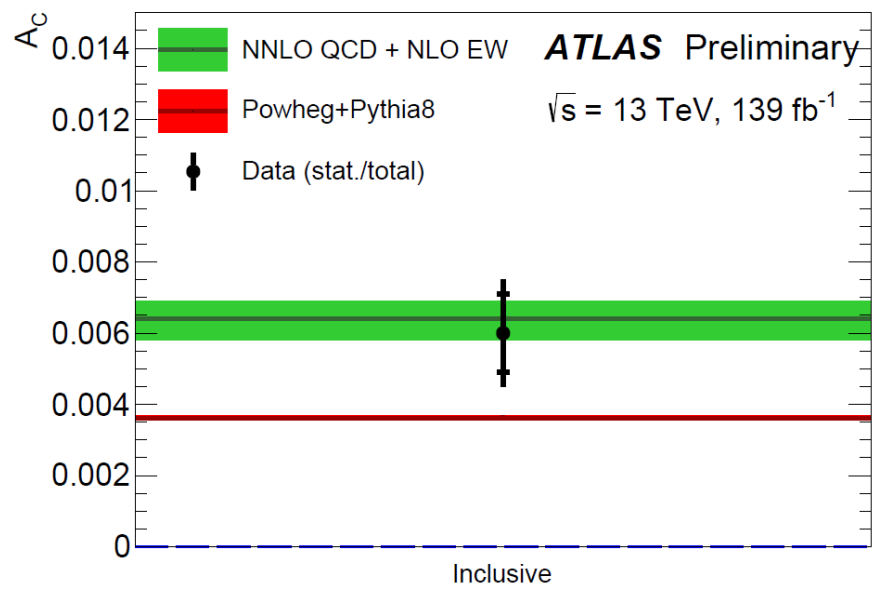 A_C
0.014
0.012
0.01
0.008
0.006
0.004
0.002
0
NNLO QCD + NLO EW
Powheg+Pythia8
Data (stat./total)
ATLAS Preliminary
√s = 13 TeV, 139 fb⁻¹
Inclusive